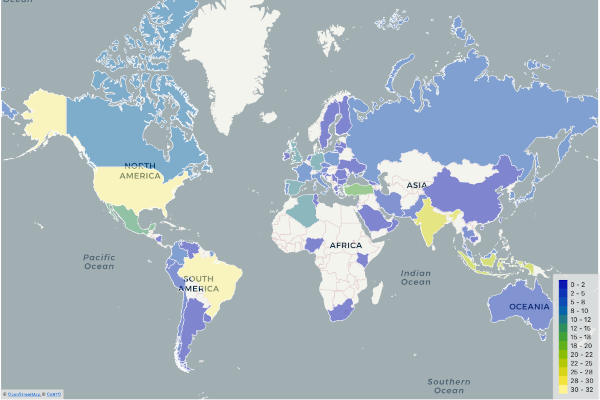 Ocean
NORTH
AMERICA
ASIA
AFRICA
Pacific
Ocean
SOUTH
AMERICA
Indian
Ocean
OCEANIA
Southern
Ocean
0 - 2
2 - 5
5 - 8
8 - 10
10 - 12
12 - 15
15 - 18
18 - 20
20 - 22
22 - 25
25 - 28
28 - 30
30 - 32
© OpenStreetMap, © CARTO